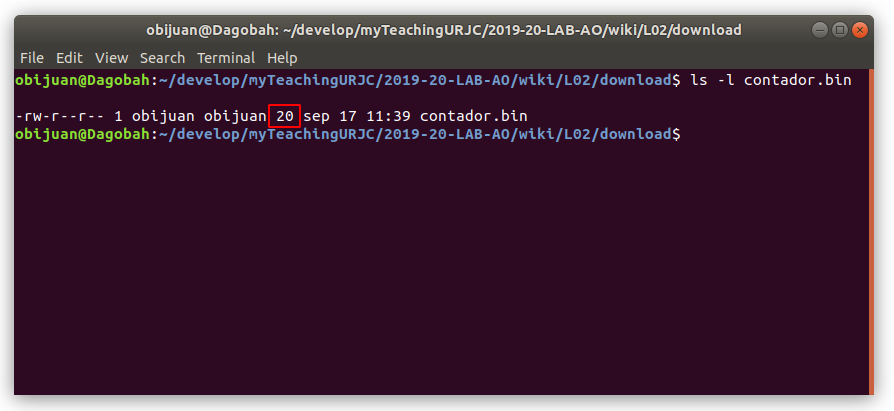 obijuan@Dagobah: ~/develop/myTeachingURJC/2019-20-LAB-AO/wiki/L02/download
File Edit View Search Terminal Help
obijuan@Dagobah:~/develop/myTeachingURJC/2019-20-LAB-AO/wiki/L02/download$ ls -l contador.bin
-rw-r--r-- 1 obijuan obijuan 20 sep 17 11:39 contador.bin
obijuan@Dagobah:~/develop/myTeachingURJC/2019-20-LAB-AO/wiki/L02/download$